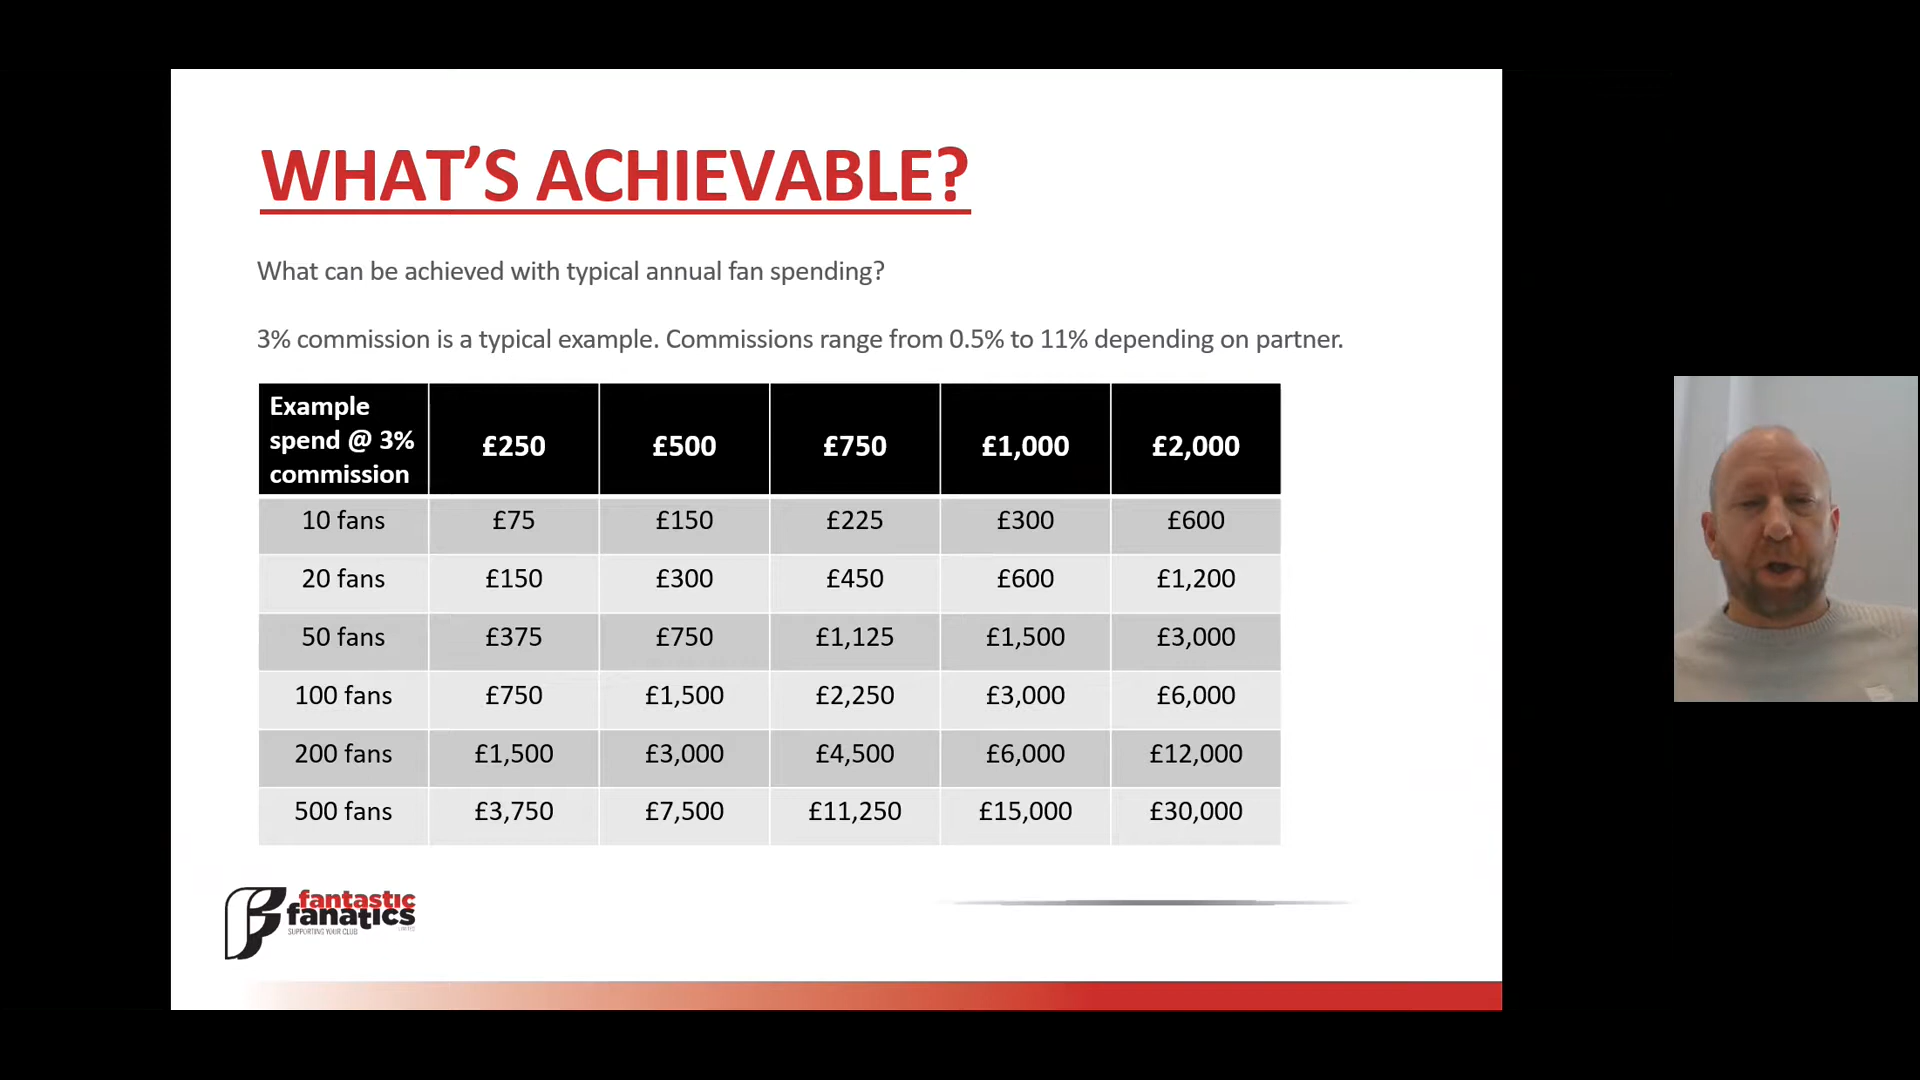 WHAT'S ACHIEVABLE?
What can be achieved with typical annual fan spending?
3% commission is a typical example. Commissions range from 0.5% to 11% depending on partner.
Example spend @ 3% commission £250 £500 £750 £1,000 £2,000
10 fans £75 £150 £225 £300 £600
20 fans £150 £300 £450 £600 £1,200
50 fans £375 £750 £1,125 £1,500 £3,000
100 fans £750 £1,500 £2,250 £3,000 £6,000
200 fans £1,500 £3,000 £4,500 £6,000 £12,000
500 fans £3,750 £7,500 £11,250 £15,000 £30,000
fantastic
fanatics
SUPPORTING YOUR CLUB
LIMITED